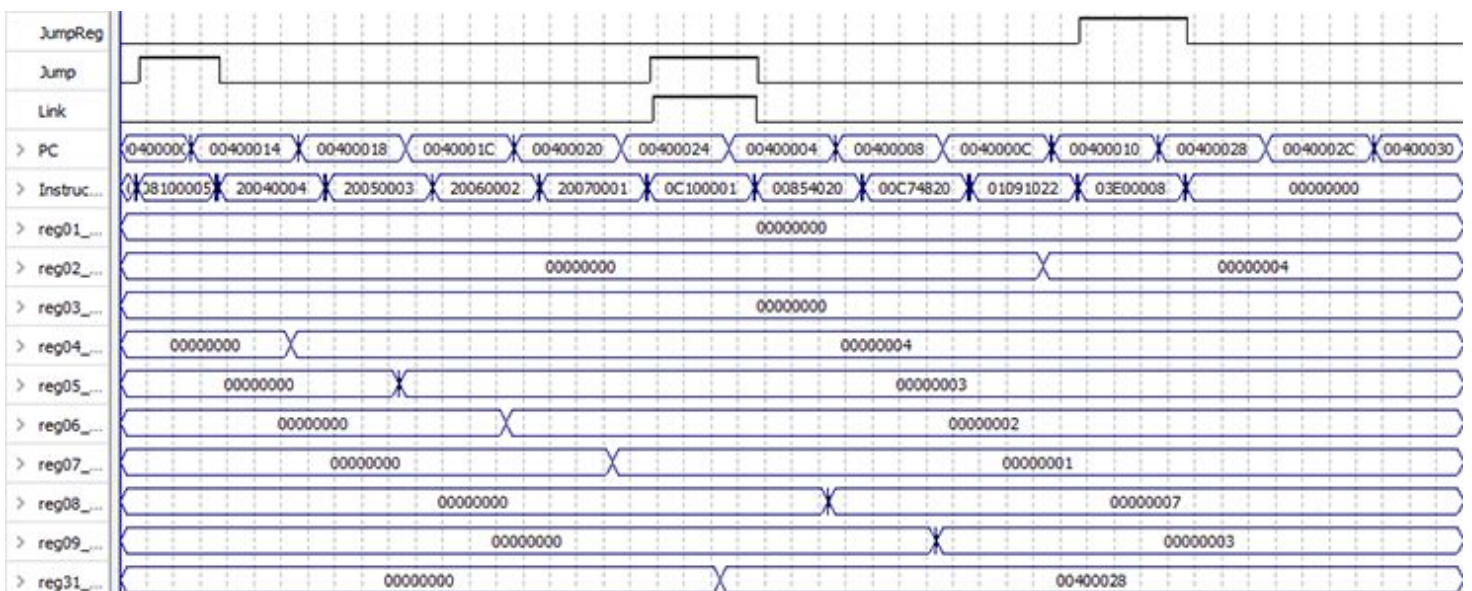 JumpReg
Jump
Link
> PC 00400014 00400018 0040001C 00400020 00400024 00400004 00400008 0040000C 00400010 00400028 0040002C 00400030
> Instruc... 08100005 20040004 20050003 20060002 20070001 0C100001 00854020 00C74820 01091022 03E00008 00000000
> reg01_... 00000000
> reg02_... 00000000 00000004
> reg03_... 00000000
> reg04_... 00000000 00000004
> reg05_... 00000000 00000003
> reg06_... 00000000 00000002
> reg07_... 00000000 00000001
> reg08_... 00000000 00000007
> reg09_... 00000000 00000003
> reg31_... 00000000 00400028